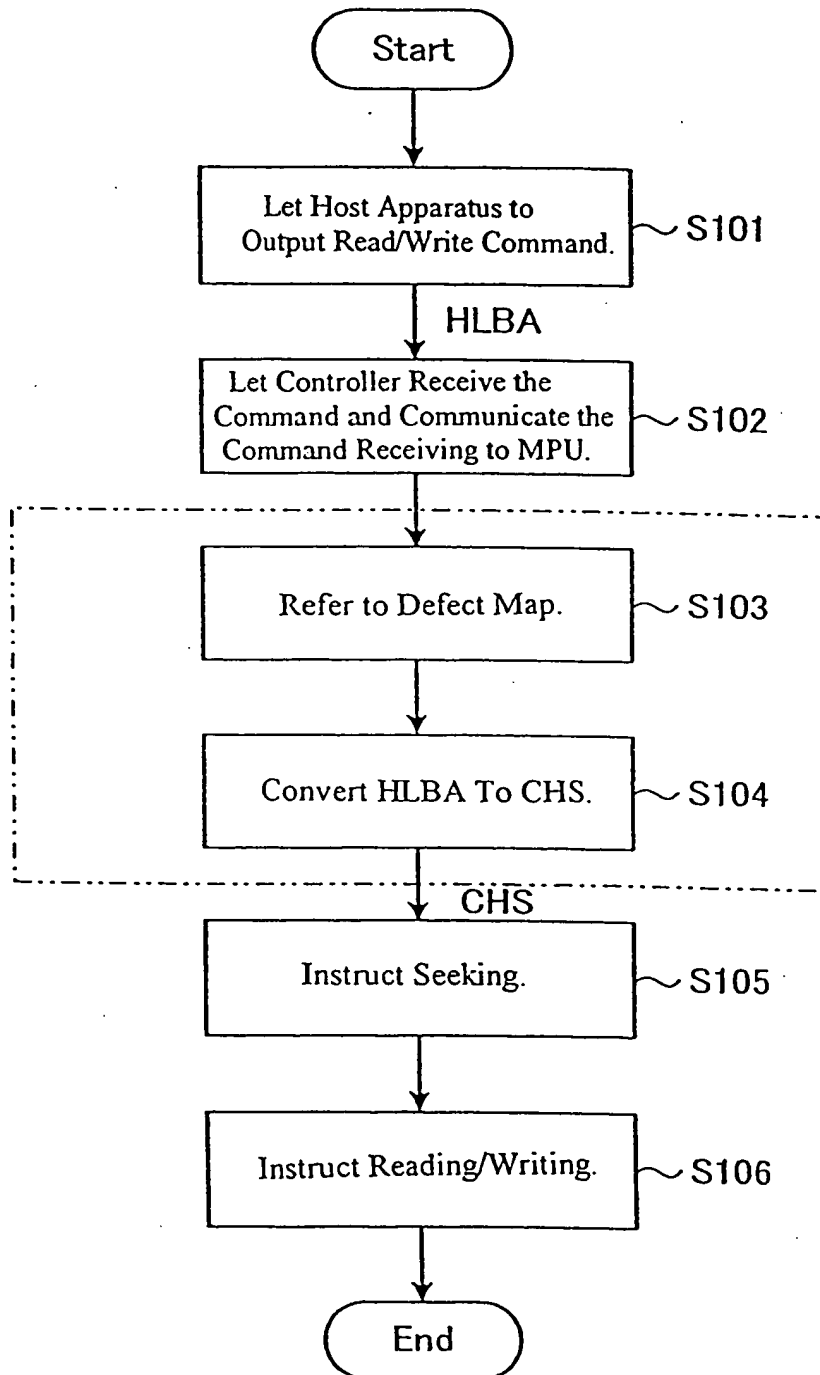 Start
Let Host Apparatus to
Output Read/Write Command.
S101
HLBA
Let Controller Receive the
Command and Communicate the
Command Receiving to MPU.
S102
Refer to Defect Map.
S103
Convert HLBA To CHS.
S104
CHS
Instruct Seeking.
S105
Instruct Reading/Writing.
S106
End